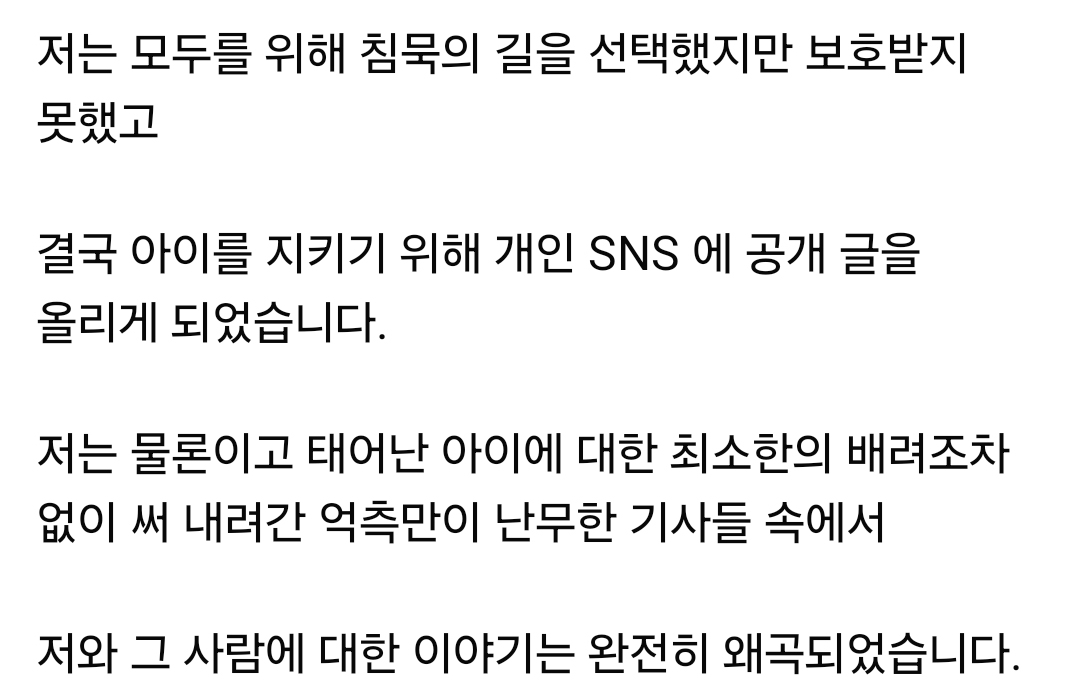 저는 모두를 위해 침묵의 길을 선택했지만 보호받지
못했고
결국 아이를 지키기 위해 개인 SNS 에 공개 글을
올리게 되었습니다.
저는 물론이고 태어난 아이에 대한 최소한의 배려조차
없이 써 내려간 억측만이 난무한 기사들 속에서
저와 그 사람에 대한 이야기는 완전히 왜곡되었습니다.